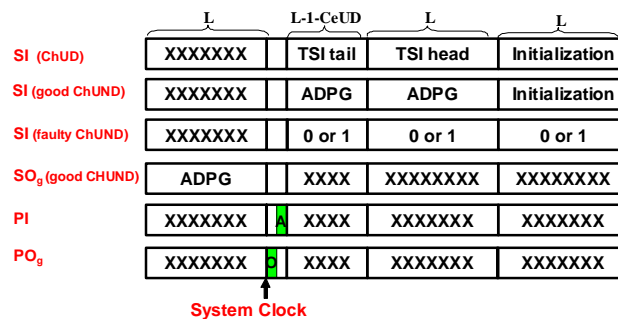 L L-1-CeUD L L
SI (ChUD) XXXXXXX TSI tail TSI head Initialization
SI (good ChUND) XXXXXXX ADPG ADPG Initialization
SI (faulty ChUND) XXXXXXX 0 or 1 0 or 1 0 or 1
SOg (good CHUND) ADPG XXXX XXXXXXXX XXXXXXXX
PI XXXXXXX A XXXX XXXXXXX XXXXXXX
POg XXXXXXX O XXXX XXXXXXX XXXXXXX
System Clock